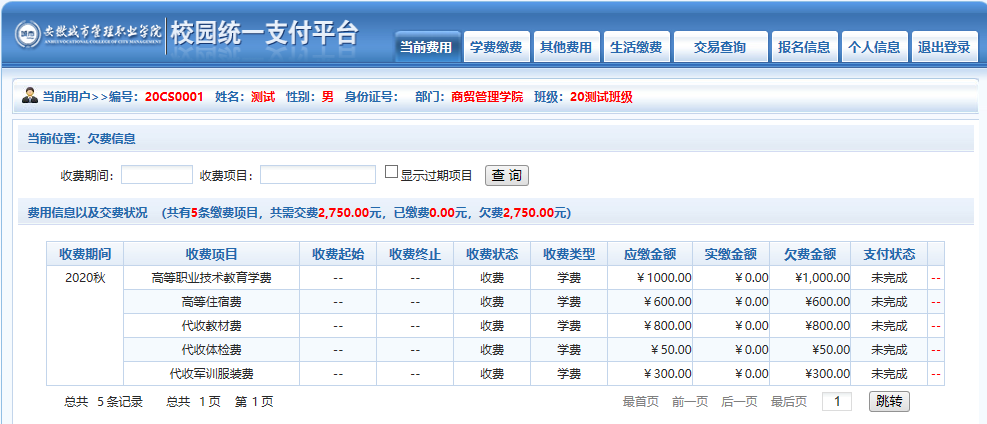 安徽城市管理职业学院 校园统一支付平台
ANHUI VOCATIONAL COLLEGE OF CITY MANAGEMENT
当前费用 学费缴费 其他费用 生活缴费 交易查询 报名信息 个人信息 退出登录
当前用户>>编号：20CS0001 姓名：测试 性别：男 身份证号： 部门：商贸管理学院 班级：20测试班级
当前位置：欠费信息
收费期间： 收费项目： 显示过期项目 查 询
费用信息以及交费状况 （共有5条缴费项目，共需交费2,750.00元，已缴费0.00元，欠费2,750.00元）
收费期间 收费项目 收费起始 收费终止 收费状态 收费类型 应缴金额 实缴金额 欠费金额 支付状态
2020秋 高等职业技术教育学费 -- -- 收费 学费 ￥1000.00 ￥0.00 ¥1,000.00 未完成 --
高等住宿费 -- -- 收费 学费 ￥600.00 ￥0.00 ¥600.00 未完成 --
代收教材费 -- -- 收费 学费 ￥800.00 ￥0.00 ¥800.00 未完成 --
代收体检费 -- -- 收费 学费 ￥50.00 ￥0.00 ¥50.00 未完成 --
代收军训服装费 -- -- 收费 学费 ￥300.00 ￥0.00 ¥300.00 未完成 --
总共 5 条记录 总共 1 页 第 1 页 最首页 前一页 后一页 最后页 1 跳转